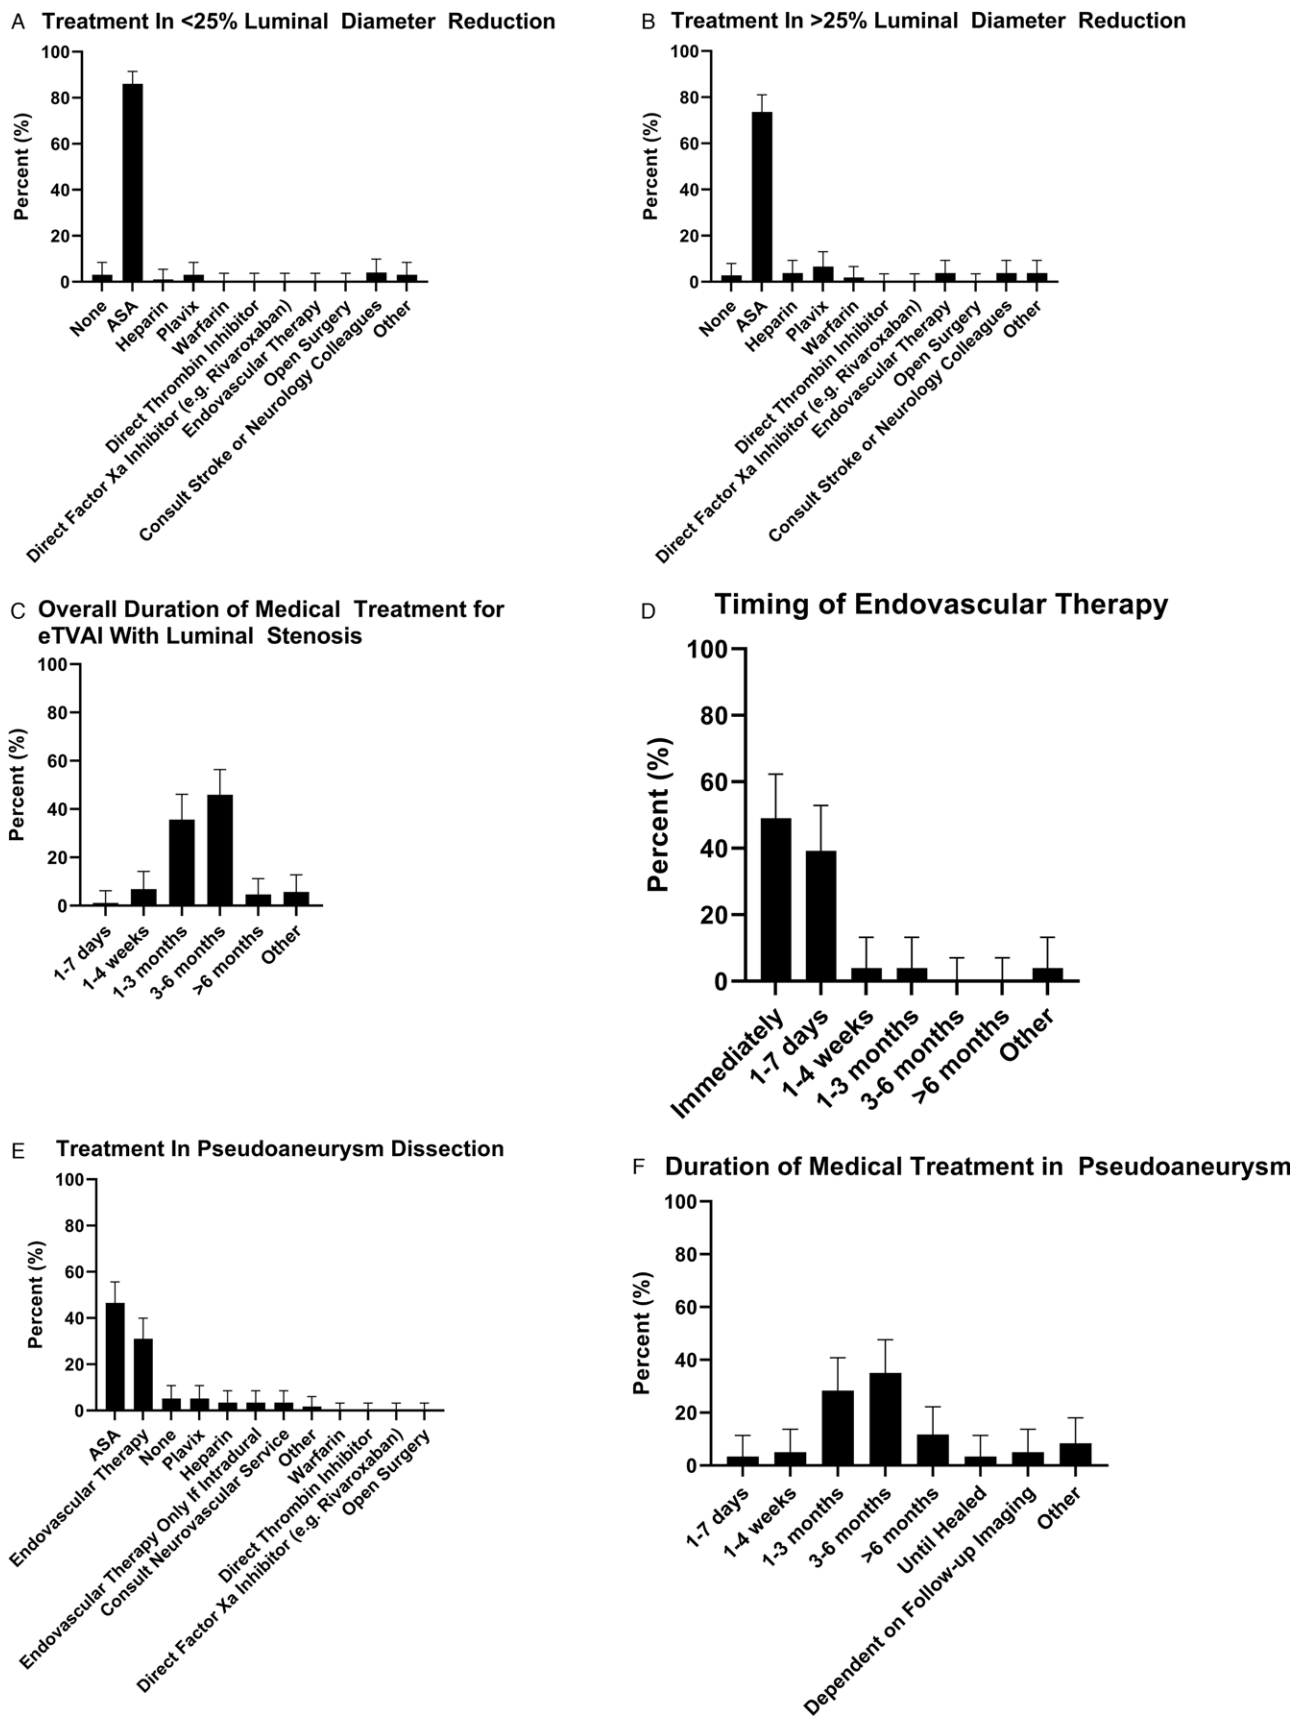 A Treatment In <25% Luminal Diameter Reduction
Percent (%)
100
80
60
40
20
0
None
ASA
Heparin
Plavix
Warfarin
Direct Thrombin Inhibitor
Direct Factor Xa Inhibitor (e.g. Rivaroxaban)
Endovascular Therapy
Open Surgery
Consult Stroke or Neurology Colleagues
Other
B Treatment In >25% Luminal Diameter Reduction
Percent (%)
100
80
60
40
20
0
None
ASA
Heparin
Plavix
Warfarin
Direct Thrombin Inhibitor
Direct Factor Xa Inhibitor (e.g. Rivaroxaban)
Endovascular Therapy
Open Surgery
Consult Stroke or Neurology Colleagues
Other
C Overall Duration of Medical Treatment for
eTVAI With Luminal Stenosis
Percent (%)
100
80
60
40
20
0
1-7 days
1-4 weeks
1-3 months
3-6 months
>6 months
Other
D Timing of Endovascular Therapy
Percent (%)
100
80
60
40
20
0
Immediately
1-7 days
1-4 weeks
1-3 months
3-6 months
>6 months
Other
E Treatment In Pseudoaneurysm Dissection
Percent (%)
100
80
60
40
20
0
ASA
Endovascular Therapy
None
Plavix
Heparin
Endovascular Therapy Only If Intradural
Consult Neurovascular Service
Other
Warfarin
Direct Thrombin Inhibitor
Direct Factor Xa Inhibitor (e.g. Rivaroxaban)
Open Surgery
F Duration of Medical Treatment in Pseudoaneurysm
Percent (%)
100
80
60
40
20
0
1-7 days
1-4 weeks
1-3 months
3-6 months
>6 months
Until Healed
Dependent on Follow-up Imaging
Other